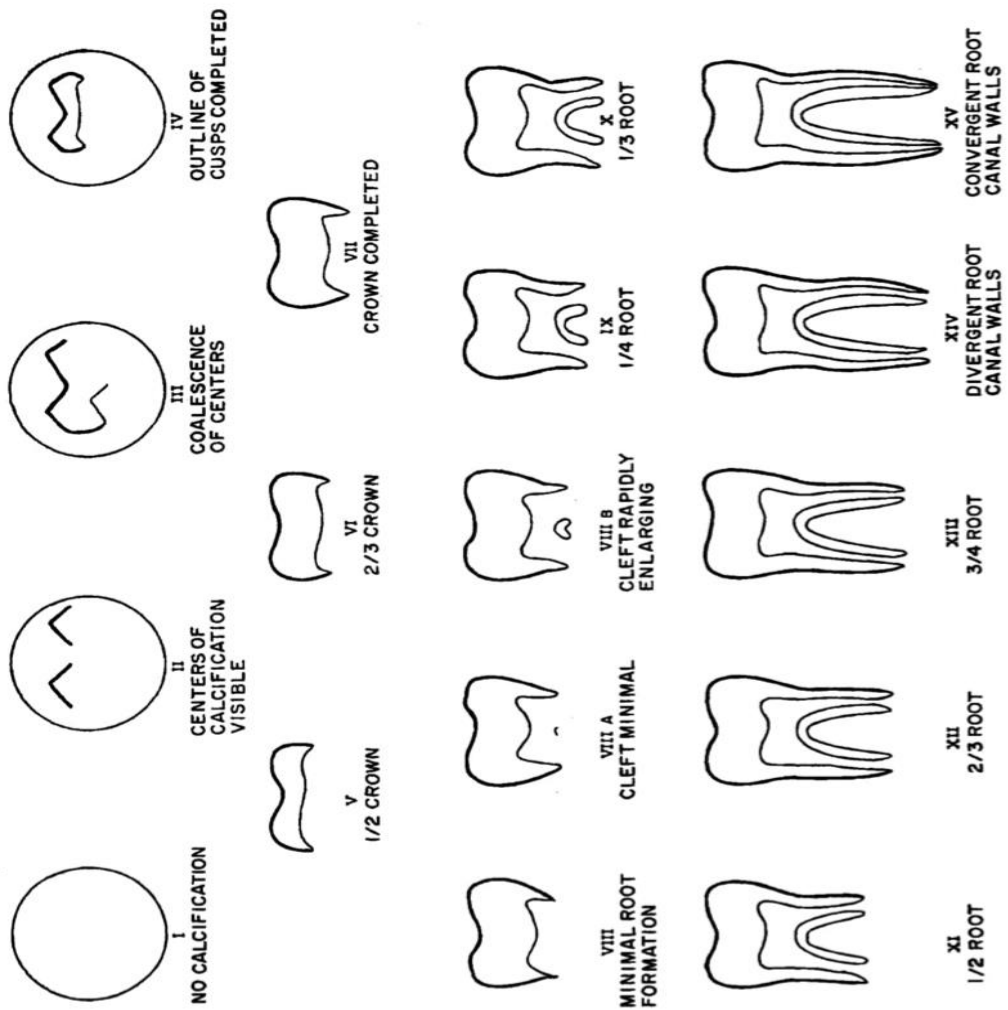 I
NO CALCIFICATION
II
CENTERS OF
CALCIFICATION
VISIBLE
III
COALESCENCE
OF CENTERS
IV
OUTLINE OF
CUSPS COMPLETED
V
1/2 CROWN
VI
2/3 CROWN
VII
CROWN COMPLETED
VIII
MINIMAL ROOT
FORMATION
VIII A
CLEFT MINIMAL
VIII B
CLEFT RAPIDLY
ENLARGING
IX
1/4 ROOT
X
1/3 ROOT
XI
1/2 ROOT
XII
2/3 ROOT
XIII
3/4 ROOT
XIV
DIVERGENT ROOT
CANAL WALLS
XV
CONVERGENT ROOT
CANAL WALLS